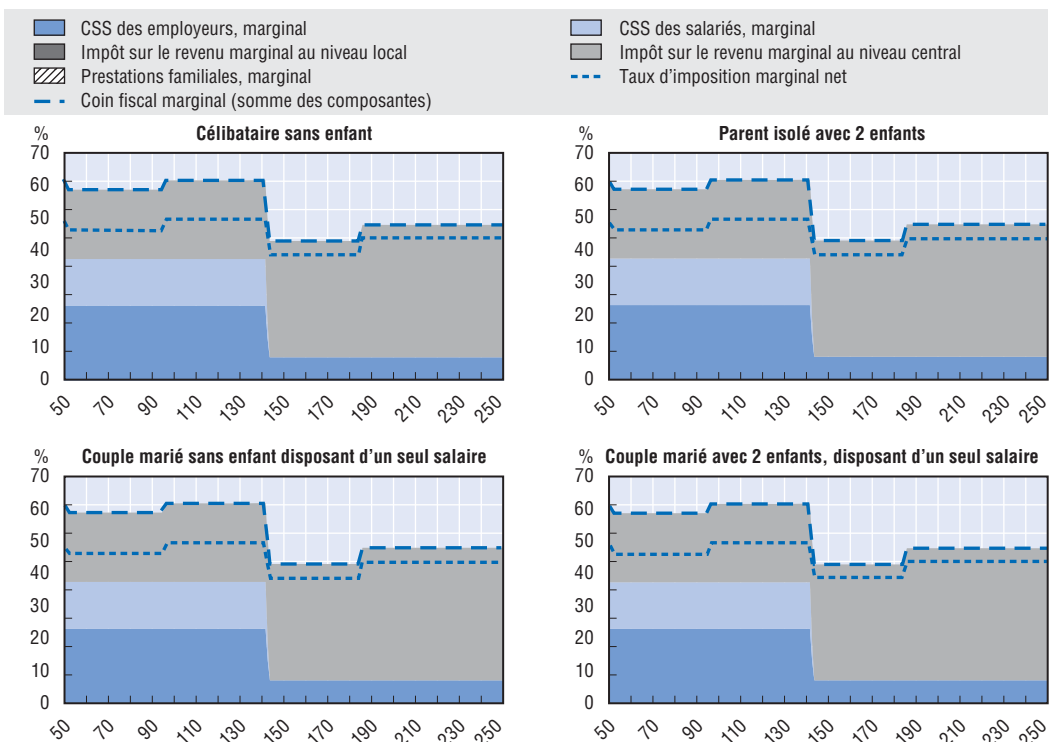 CSS des employeurs, marginal
CSS des salariés, marginal
Impôt sur le revenu marginal au niveau local
Impôt sur le revenu marginal au niveau central
Prestations familiales, marginal
Taux d'imposition marginal net
Coin fiscal marginal (somme des composantes)
% Célibataire sans enfant
70
60
50
40
30
20
10
0
50 70 90 110 130 150 170 190 210 230 250
% Parent isolé avec 2 enfants
70
60
50
40
30
20
10
0
50 70 90 110 130 150 170 190 210 230 250
% Couple marié sans enfant disposant d'un seul salaire
70
60
50
40
30
20
10
0
50 70 90 110 130 150 170 190 210 230 250
% Couple marié avec 2 enfants, disposant d'un seul salaire
70
60
50
40
30
20
10
0
50 70 90 110 130 150 170 190 210 230 250